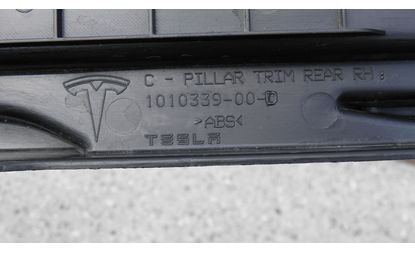 C - PILLAR TRIM REAR RH
1010339-00-D
>ABS<
TESLA